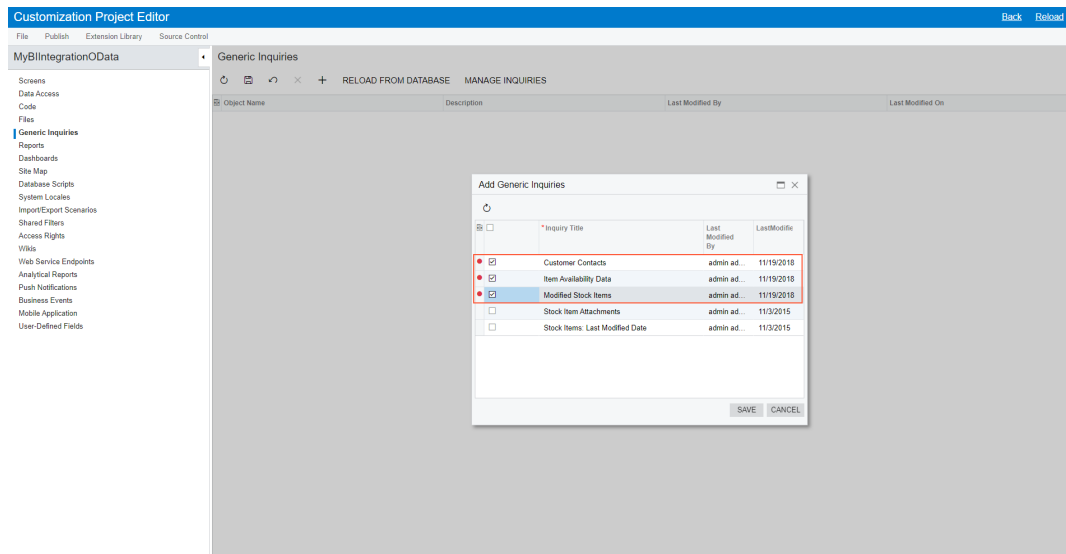 Customization Project Editor
Back Reload
File Publish Extension Library Source Control
MyBIIntegrationOData
Generic Inquiries
RELOAD FROM DATABASE MANAGE INQUIRIES
Object Name Description Last Modified By Last Modified On
Screens
Data Access
Code
Files
Generic Inquiries
Reports
Dashboards
Site Map
Database Scripts
System Locales
Import/Export Scenarios
Shared Filters
Access Rights
Wikis
Web Service Endpoints
Analytical Reports
Push Notifications
Business Events
Mobile Application
User-Defined Fields
Add Generic Inquiries
* Inquiry Title Last Modified By LastModifie
Customer Contacts admin ad... 11/19/2018
Item Availability Data admin ad... 11/19/2018
Modified Stock Items admin ad... 11/19/2018
Stock Item Attachments admin ad... 11/3/2015
Stock Items: Last Modified Date admin ad... 11/3/2015
SAVE CANCEL